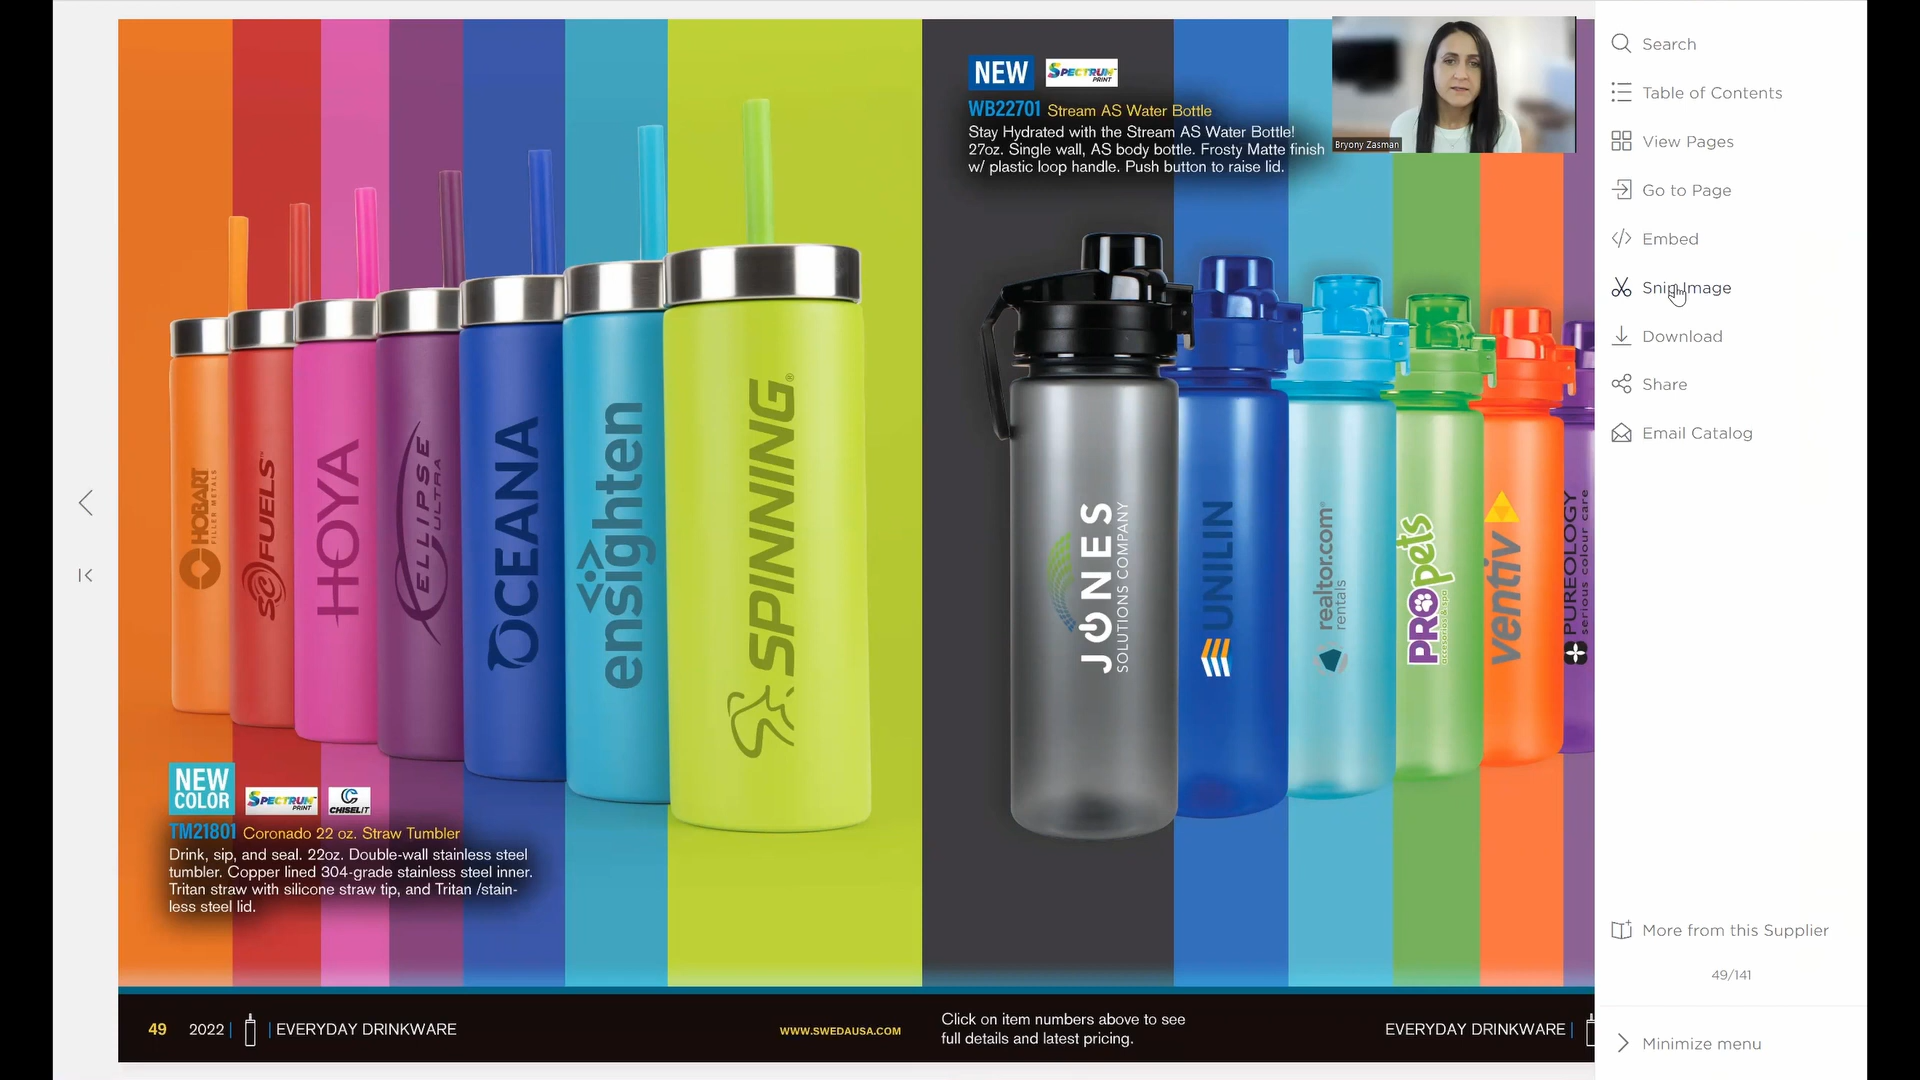 NEW
SPECTRUM
PRINT
WB22701 Stream AS Water Bottle
Stay Hydrated with the Stream AS Water Bottle!
27oz. Single wall, AS body bottle. Frosty Matte finish
w/ plastic loop handle. Push button to raise lid.
Bryony Zasman
HOBART
FILLER METALS
FUELS
HOYA
ELLIPSE
ULTRA
OCEANA
ensighten
SPINNING®
JONES
SOLUTIONS COMPANY
UNILIN
realtor.com®
rentals
PROpets
ventiv
PUREOLOGY
serious colour care
NEW
COLOR
SPECTRUM
PRINT
CHISELIT
TM21801 Coronado 22 oz. Straw Tumbler
Drink, sip, and seal. 22oz. Double-wall stainless steel
tumbler. Copper lined 304-grade stainless steel inner.
Tritan straw with silicone straw tip, and Tritan /stain-
less steel lid.
49 2022 | | EVERYDAY DRINKWARE
WWW.SWEDAUSA.COM
Click on item numbers above to see
full details and latest pricing.
EVERYDAY DRINKWARE |
Search
Table of Contents
View Pages
Go to Page
Embed
Snip Image
Download
Share
Email Catalog
More from this Supplier
49/141
Minimize menu